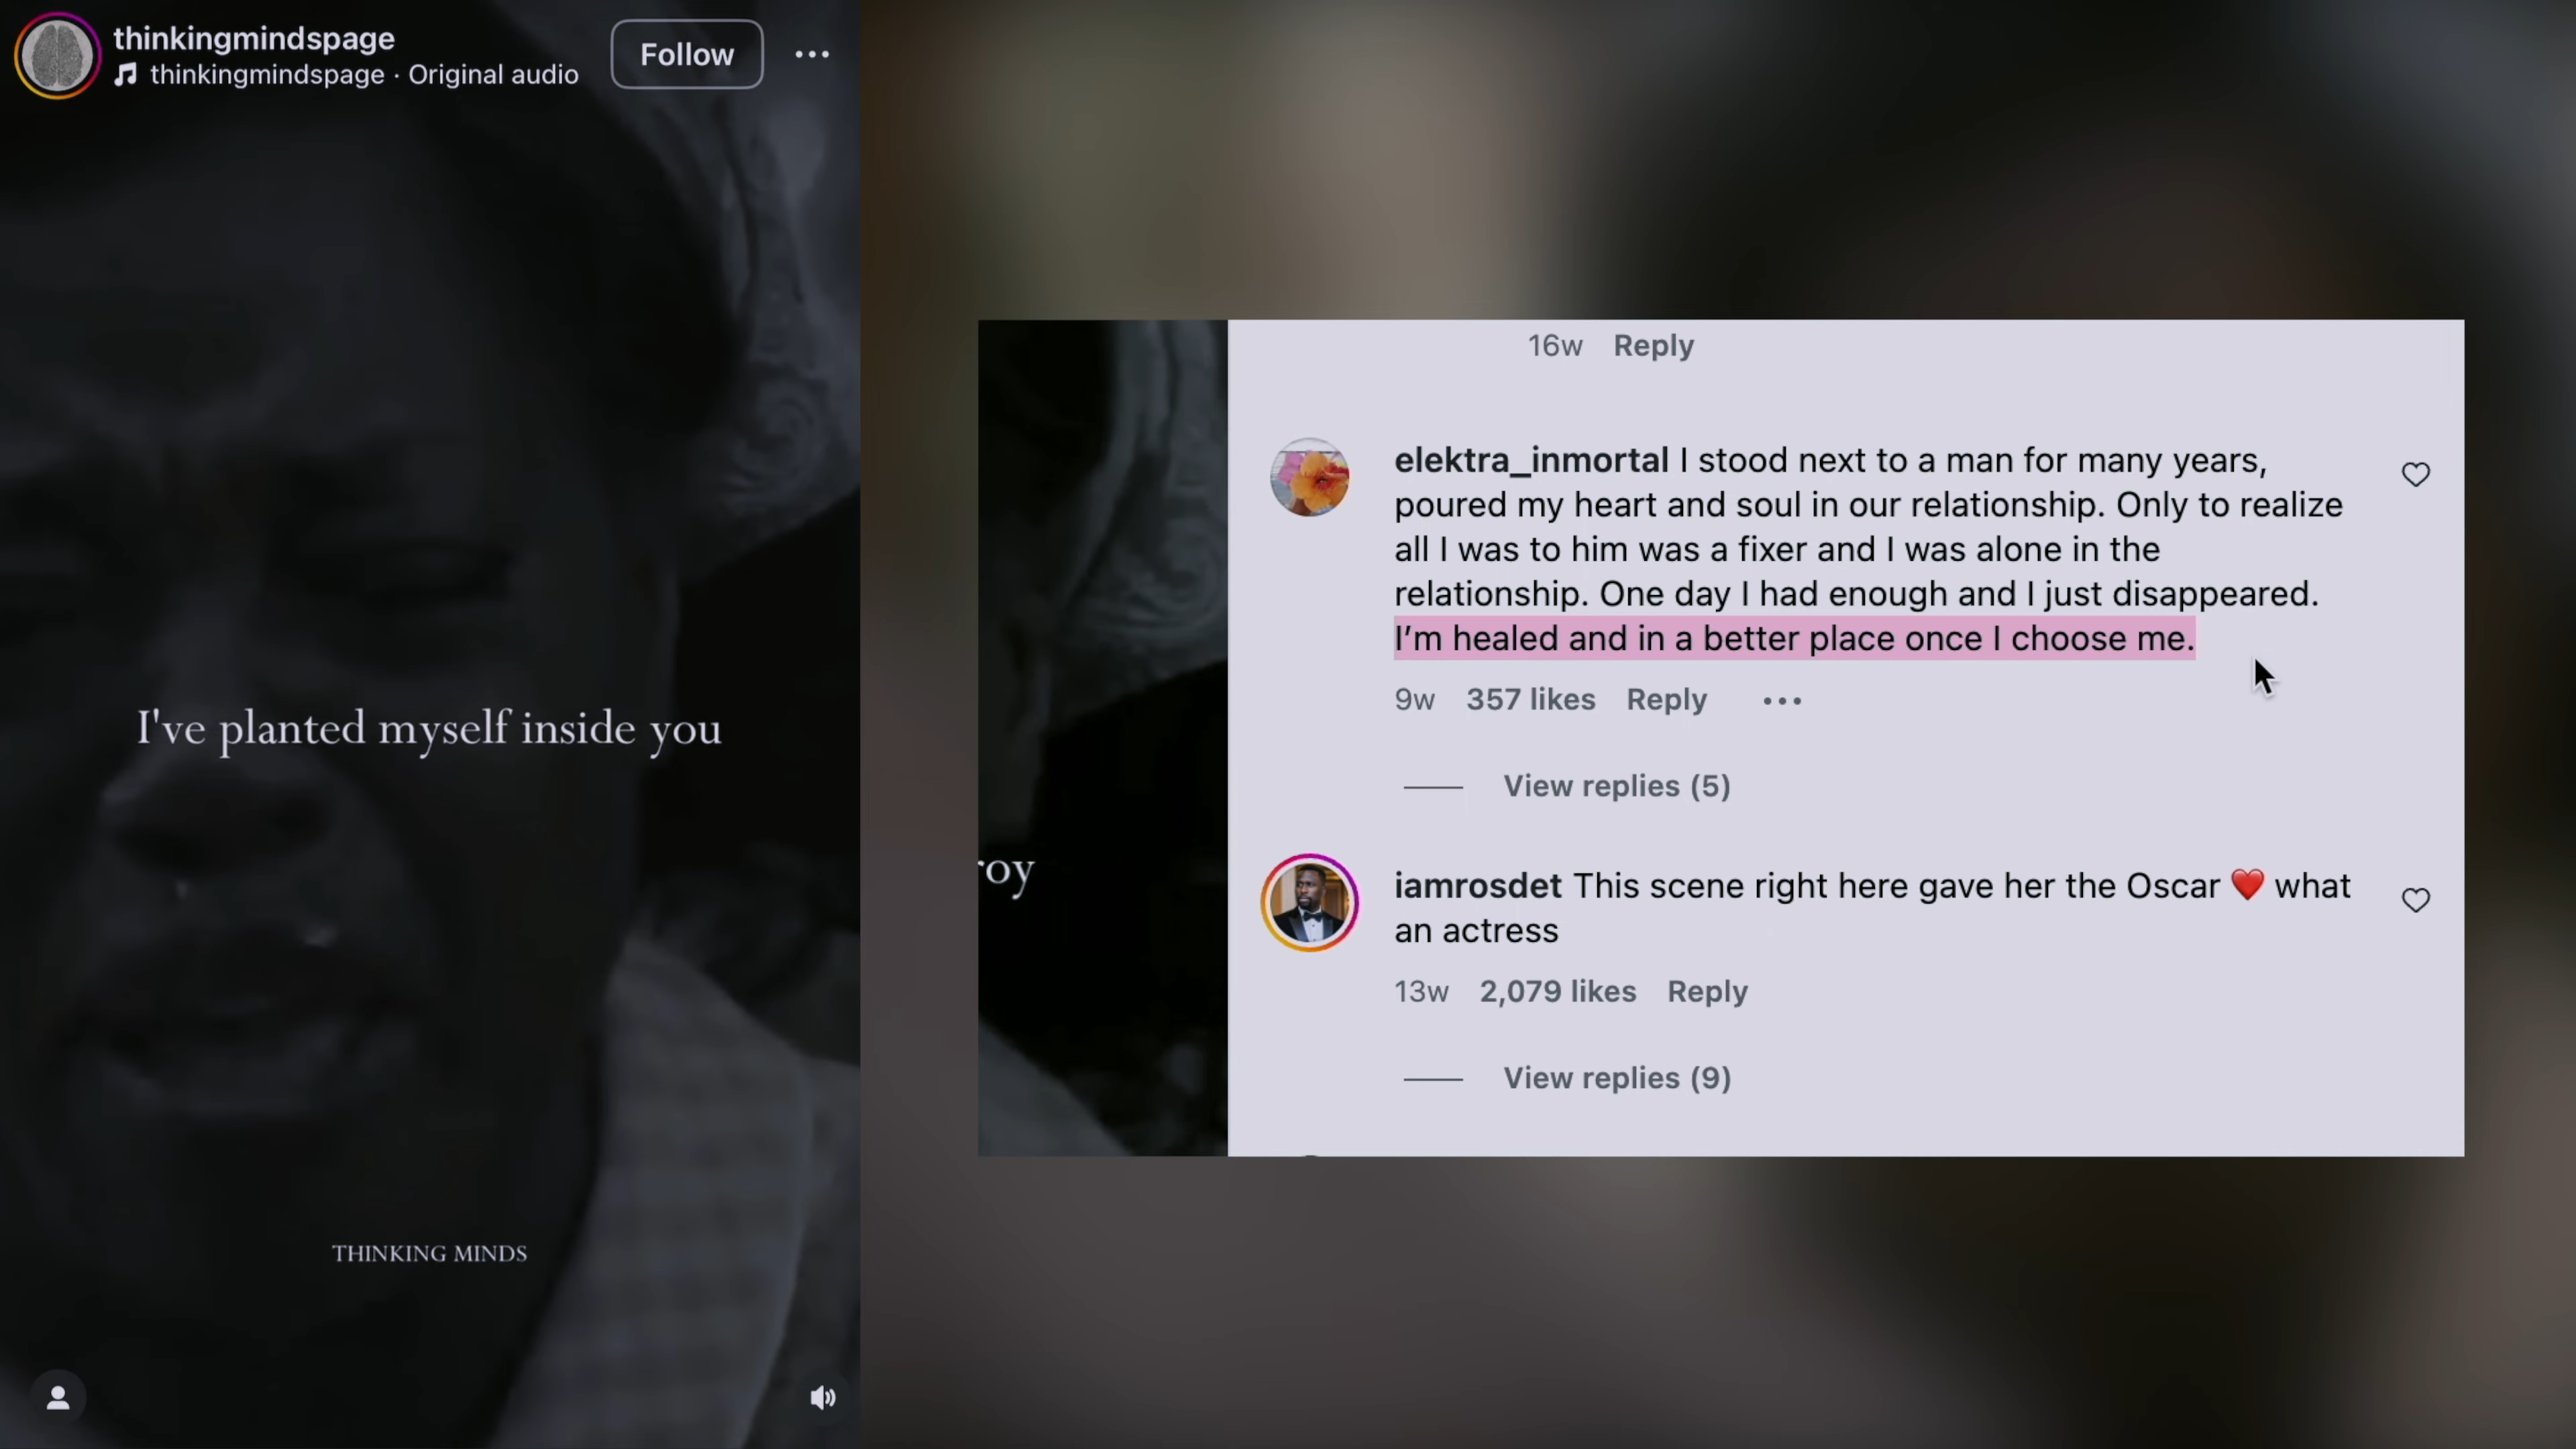 thinkingmindspage
thinkingmindspage · Original audio
Follow
I've planted myself inside you
THINKING MINDS
roy
16w Reply
elektra_inmortal I stood next to a man for many years,
poured my heart and soul in our relationship. Only to realize
all I was to him was a fixer and I was alone in the
relationship. One day I had enough and I just disappeared.
I’m healed and in a better place once I choose me.
9w 357 likes Reply
View replies (5)
iamrosdet This scene right here gave her the Oscar ❤️ what
an actress
13w 2,079 likes Reply
View replies (9)